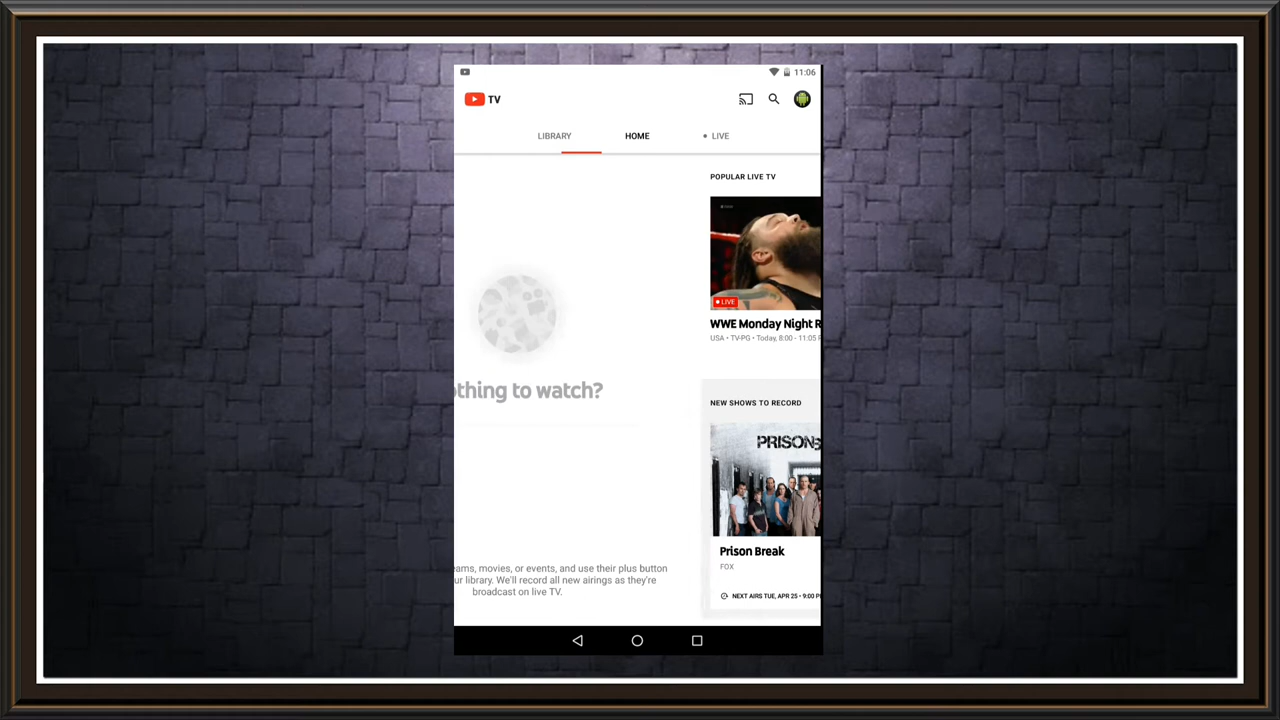 11:06
TV
LIBRARY
HOME
LIVE
POPULAR LIVE TV
LIVE
WWE Monday Night R
USA • TV-PG • Today, 8:00 - 11:05
othing to watch?
NEW SHOWS TO RECORD
PRISON
Prison Break
FOX
NEXT AIRS TUE, APR 25 • 9:00 P
eams, movies, or events, and use their plus button
ur library. We'll record all new airings as they're
broadcast on live TV.